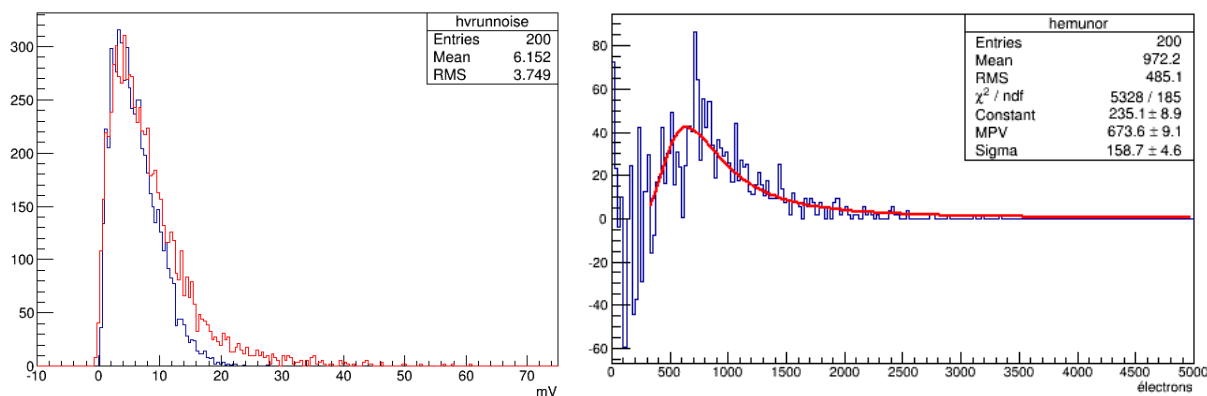 hvrunnoise
Entries 200
Mean 6.152
RMS 3.749
300
250
200
150
100
50
0
-10 0 10 20 30 40 50 60 70
mV
hemunor
Entries 200
Mean 972.2
RMS 485.1
χ² / ndf 5328 / 185
Constant 235.1 ± 8.9
MPV 673.6 ± 9.1
Sigma 158.7 ± 4.6
80
60
40
20
0
-20
-40
-60
0 500 1000 1500 2000 2500 3000 3500 4000 4500 5000
électrons